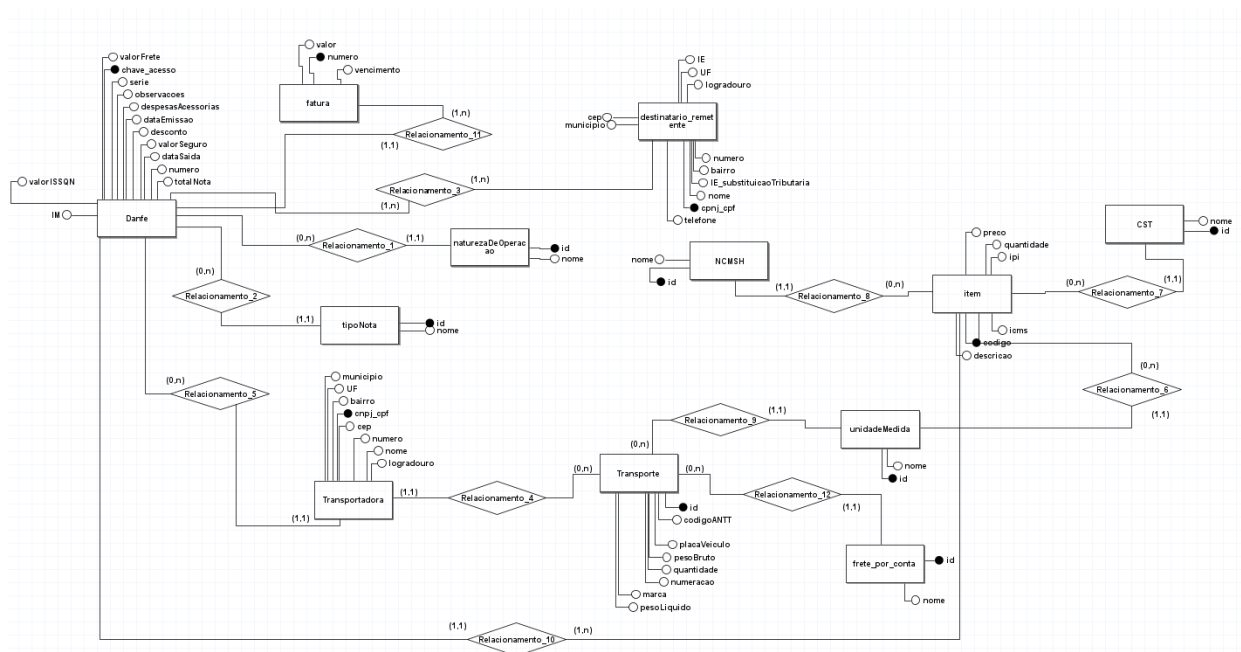 valorFrete
chave_acesso
serie
observacoes
despesasAcessorias
dataEmissao
desconto
valorSeguro
dataSaida
numero
totalNota
valorISSQN
IM
Danfe
valor
numero
vencimento
fatura
(1,n)
Relacionamento_11
(1,1)
Relacionamento_3
(1,n)
(1,n)
IE
UF
logradouro
destinatario_remet
ente
cep
municipio
numero
bairro
IE_substituicaoTributaria
nome
cpnj_cpf
telefone
(0,n)
Relacionamento_1
(1,1)
naturezaDeOperac
ao
id
nome
(0,n)
Relacionamento_2
(1,1)
tipoNota
id
nome
nome
id
NCMSH
(1,1)
Relacionamento_8
(0,n)
preco
quantidade
ipi
item
icms
codigo
descricao
CST
nome
id
(0,n)
Relacionamento_7
(1,1)
(0,n)
Relacionamento_6
(1,1)
(0,n)
Relacionamento_5
(1,1)
municipio
UF
bairro
cnpj_cpf
cep
numero
nome
logradouro
Transportadora
(1,1)
Relacionamento_4
(0,n)
Relacionamento_9
(1,1)
(0,n)
unidadeMedida
nome
id
Transporte
(0,n)
Relacionamento_12
(1,1)
id
codigoANTT
placaVeiculo
pesoBruto
quantidade
numeracao
marca
pesoLiquido
frete_por_conta
id
nome
(1,1)
Relacionamento_10
(1,n)